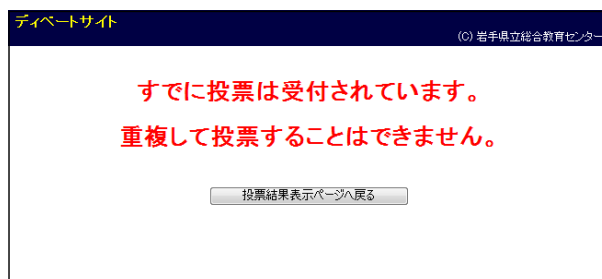 ディベートサイト
(C) 岩手県立総合教育センター
すでに投票は受付されています。
重複して投票することはできません。
投票結果表示ページへ戻る